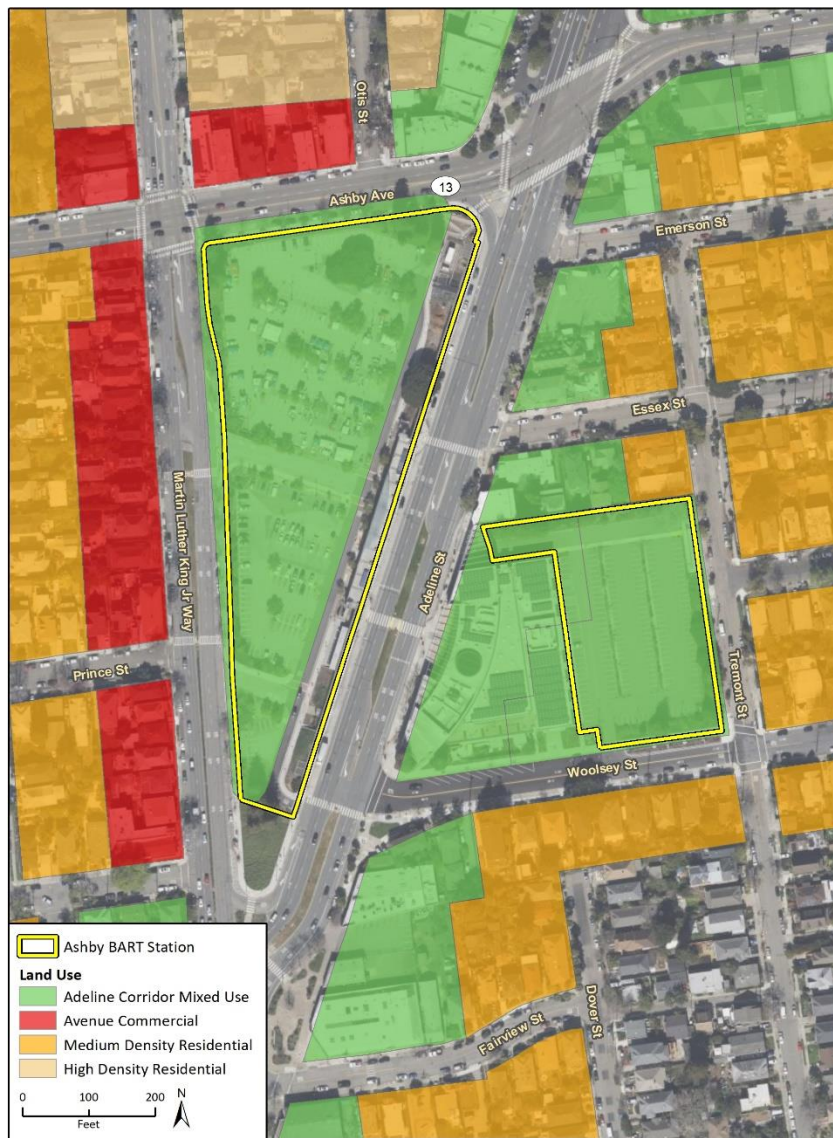 Otis St
13
Ashby Ave
Emerson St
Essex St
Martin Luther King Jr Way
Adeline St
Prince St
Tremont St
Woolsey St
Dover St
Fairview St
Ashby BART Station
Land Use
Adeline Corridor Mixed Use
Avenue Commercial
Medium Density Residential
High Density Residential
N
0 100 200
Feet